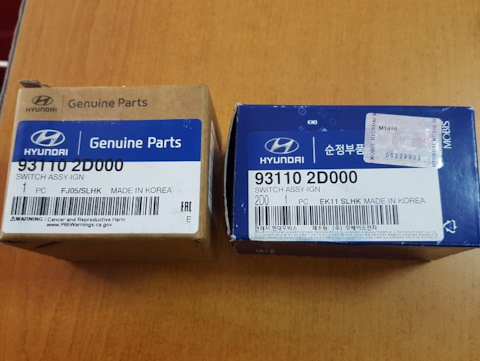 HYUNDAI
Genuine Parts
HYUNDAI
Genuine Parts
93110 2D000
SWITCH ASSY-IGN
1 PC FJ05/SLHK MADE IN KOREA
WARNING: Cancer and Reproductive Harm
www.P65Warnings.ca.gov
EAC
E
HYUNDAI
순정부품
MOBIS
M1010
93110 2D000
SWITCH ASSY-IGN
2D0 1 PC EK11 SLHK MADE IN KOREA